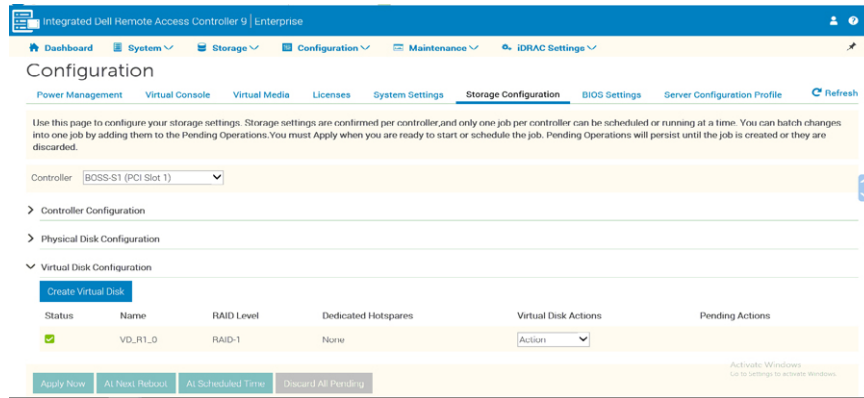 Integrated Dell Remote Access Controller 9 | Enterprise
Dashboard System Storage Configuration Maintenance iDRAC Settings
Configuration
Power Management Virtual Console Virtual Media Licenses System Settings Storage Configuration BIOS Settings Server Configuration Profile Refresh
Use this page to configure your storage settings. Storage settings are confirmed per controller,and only one job per controller can be scheduled or running at a time. You can batch changes
into one job by adding them to the Pending Operations.You must Apply when you are ready to start or schedule the job. Pending Operations will persist until the job is created or they are
discarded.
Controller BOSS-S1 (PCI Slot 1)
Controller Configuration
Physical Disk Configuration
Virtual Disk Configuration
Create Virtual Disk
Status Name RAID Level Dedicated Hotspares Virtual Disk Actions Pending Actions
VD_R1_0 RAID-1 None Action
Activate Windows
Go to Settings to activate Windows.
Apply Now At Next Reboot At Scheduled Time Discard All Pending